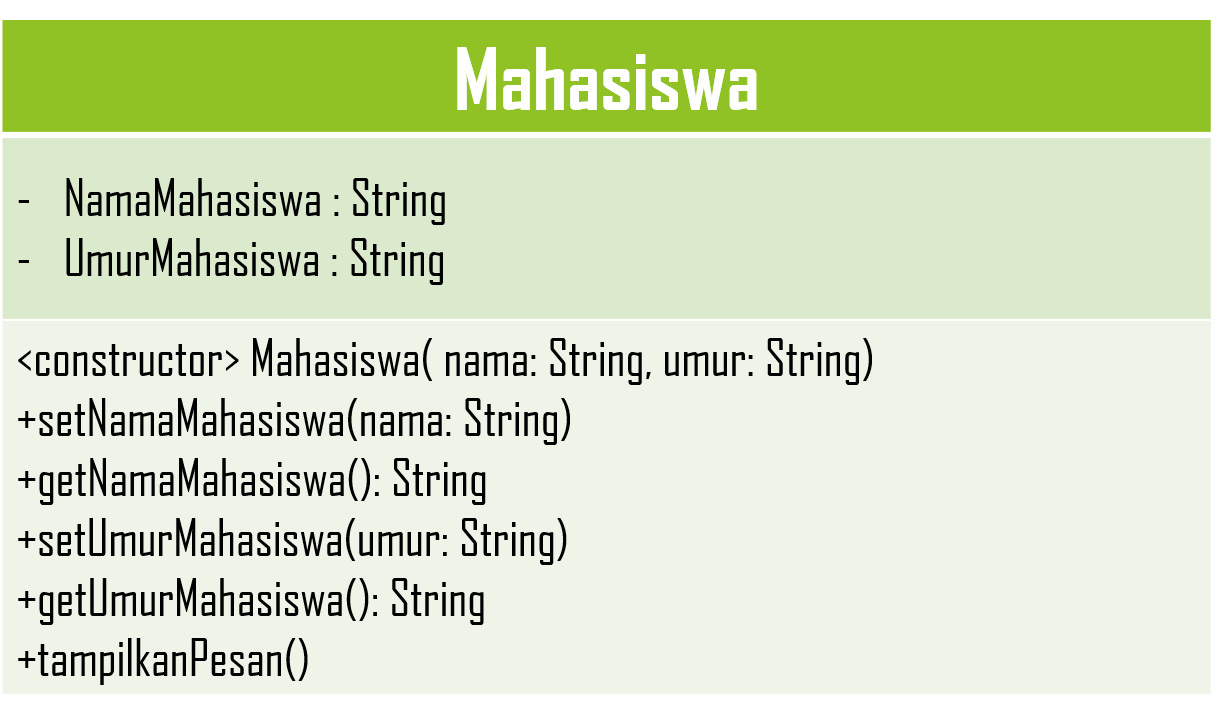 Mahasiswa
- NamaMahasiswa : String
- UmurMahasiswa : String
<constructor> Mahasiswa( nama: String, umur: String)
+setNamaMahasiswa(nama: String)
+getNamaMahasiswa(): String
+setUmurMahasiswa(umur: String)
+getUmurMahasiswa(): String
+tampilkanPesan()